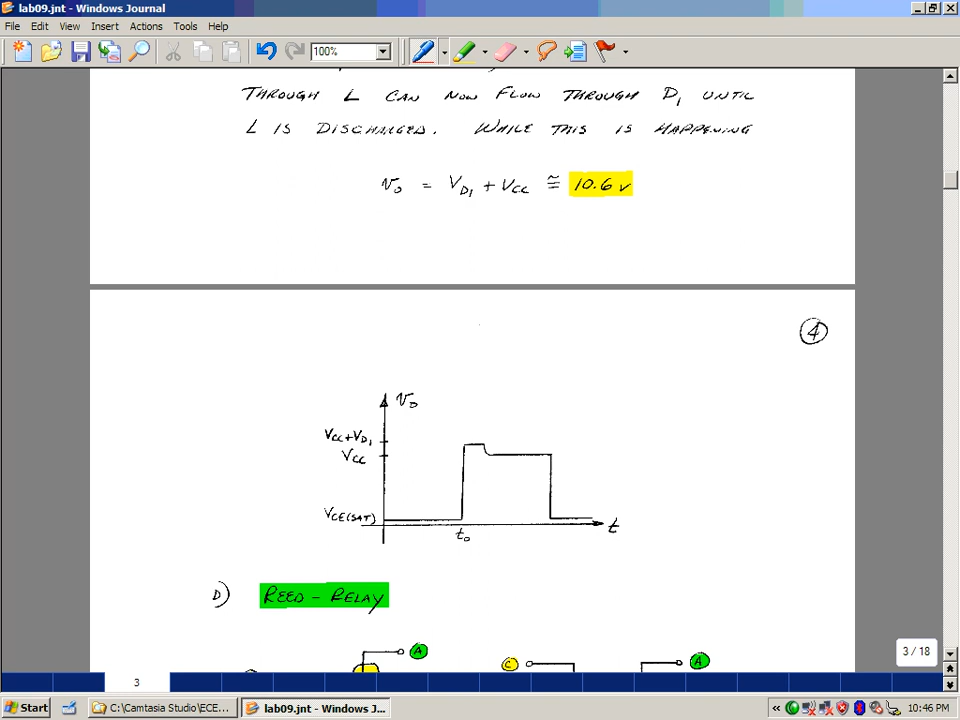 lab09.jnt - Windows Journal
File Edit View Insert Actions Tools Help
100%
THROUGH L CAN NOW FLOW THROUGH D1 UNTIL
L IS DISCHARGED. WHILE THIS IS HAPPENING
Vo = VD1 + VCC ≅ 10.6 V
4
Vo
VCC+VD1
VCC
VCE(SAT)
to
t
D) REED - RELAY
A
C
A
3 / 18
3
Start C:\Camtasia Studio\ECE... lab09.jnt - Windows J... « 10:46 PM